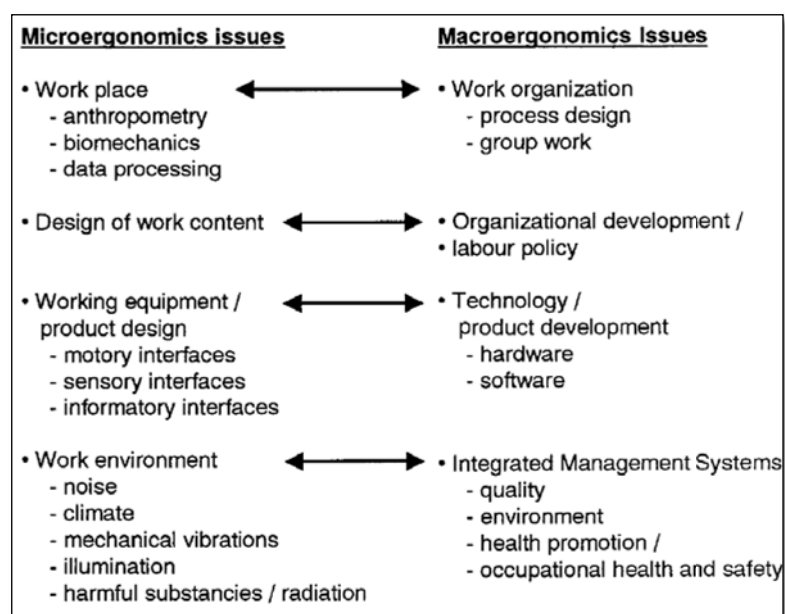 Microergonomics issues
• Work place
- anthropometry
- biomechanics
- data processing
• Design of work content
• Working equipment /
product design
- motory interfaces
- sensory interfaces
- informatory interfaces
• Work environment
- noise
- climate
- mechanical vibrations
- illumination
- harmful substancies / radiation
Macroergonomics Issues
• Work organization
- process design
- group work
• Organizational development /
• labour policy
• Technology /
product development
- hardware
- software
• Integrated Management Systems
- quality
- environment
- health promotion /
- occupational health and safety